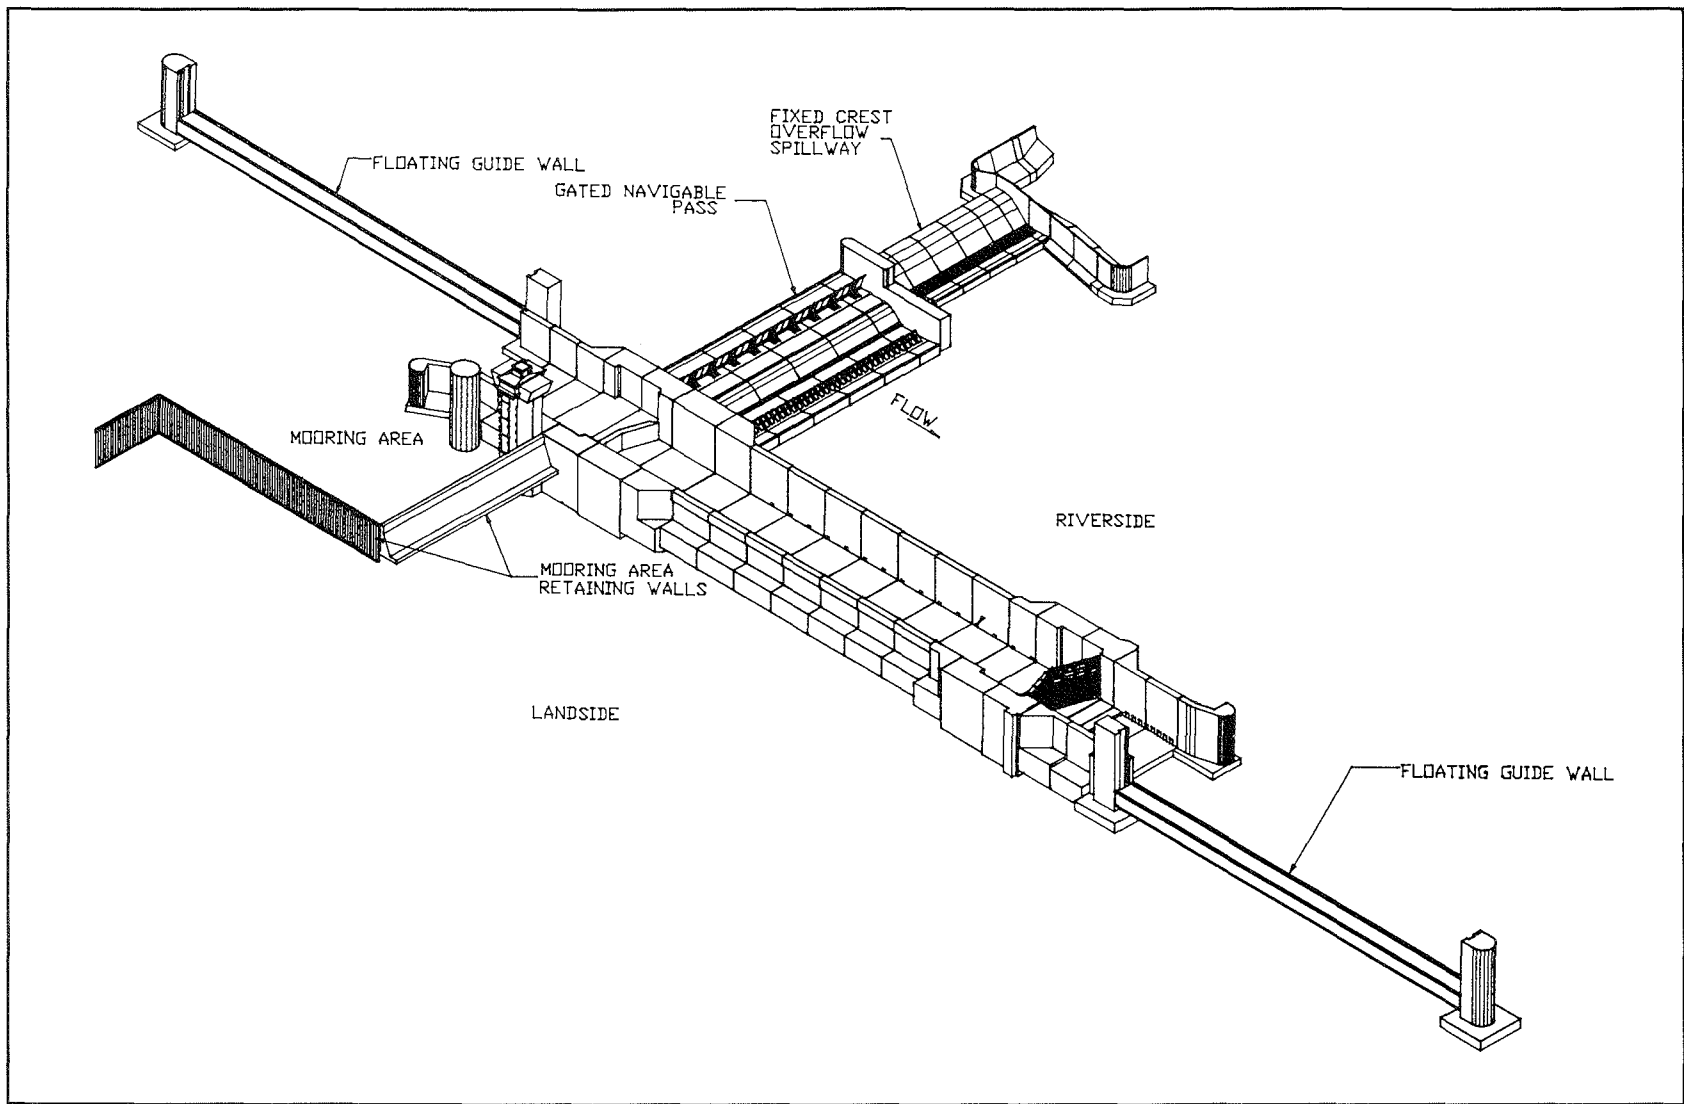 FIXED CREST
OVERFLOW
SPILLWAY
FLOATING GUIDE WALL
GATED NAVIGABLE
PASS
FLOW
MOORING AREA
RIVERSIDE
MOORING AREA
RETAINING WALLS
LANDSIDE
FLOATING GUIDE WALL